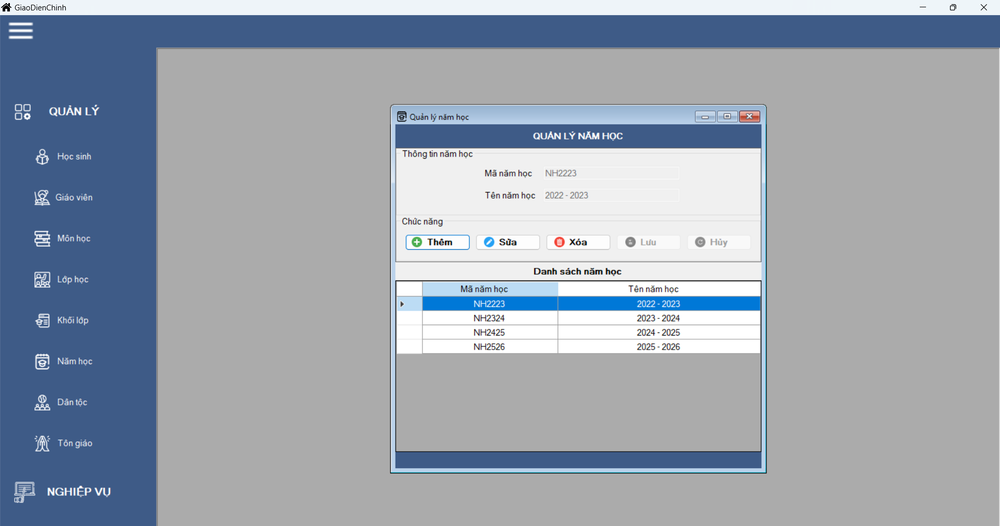 GiaoDienChinh
QUẢN LÝ
Học sinh
Giáo viên
Môn học
Lớp học
Khối lớp
Năm học
Dân tộc
Tôn giáo
NGHIỆP VỤ
Quản lý năm học
QUẢN LÝ NĂM HỌC
Thông tin năm học
Mã năm học NH2223
Tên năm học 2022 - 2023
Chức năng
Thêm Sửa Xóa Lưu Hủy
Danh sách năm học
Mã năm học Tên năm học
NH2223 2022 - 2023
NH2324 2023 - 2024
NH2425 2024 - 2025
NH2526 2025 - 2026